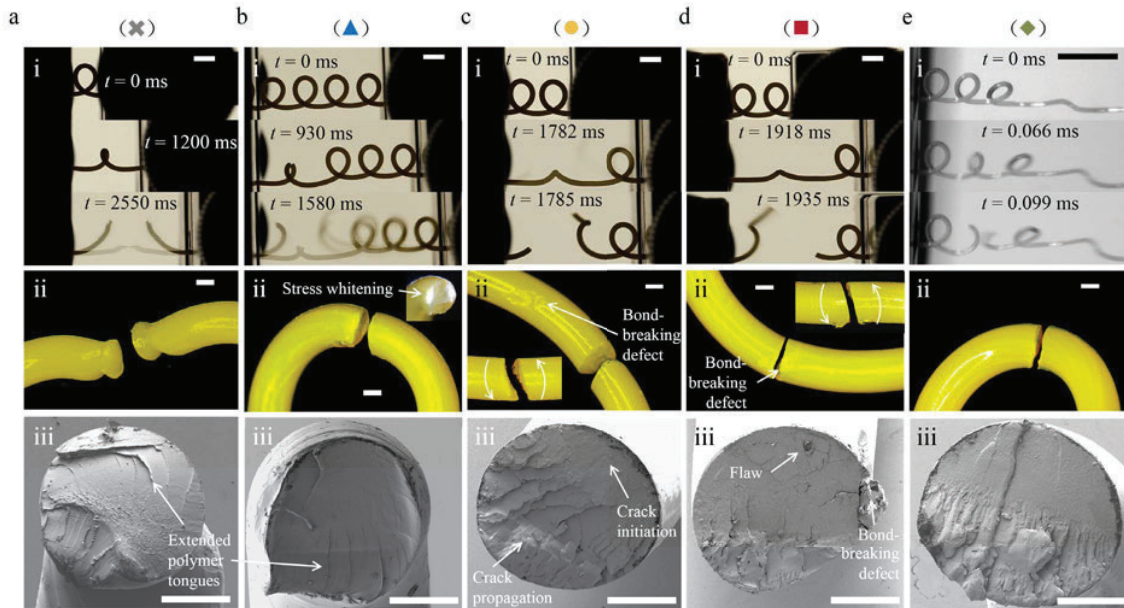 a b c d e
(✖) (▲) (●) (■) (◆)
i
t = 0 ms
t = 1200 ms
t = 2550 ms
i
t = 0 ms
t = 930 ms
t = 1580 ms
i
t = 0 ms
t = 1782 ms
t = 1785 ms
i
t = 0 ms
t = 1918 ms
t = 1935 ms
i
t = 0 ms
t = 0.066 ms
t = 0.099 ms
ii
ii
Stress whitening
ii
Bond-
breaking
defect
ii
Bond-
breaking
defect
ii
iii
Extended
polymer
tongues
iii
iii
Crack
initiation
Crack
propagation
iii
Flaw
Bond-
breaking
defect
iii